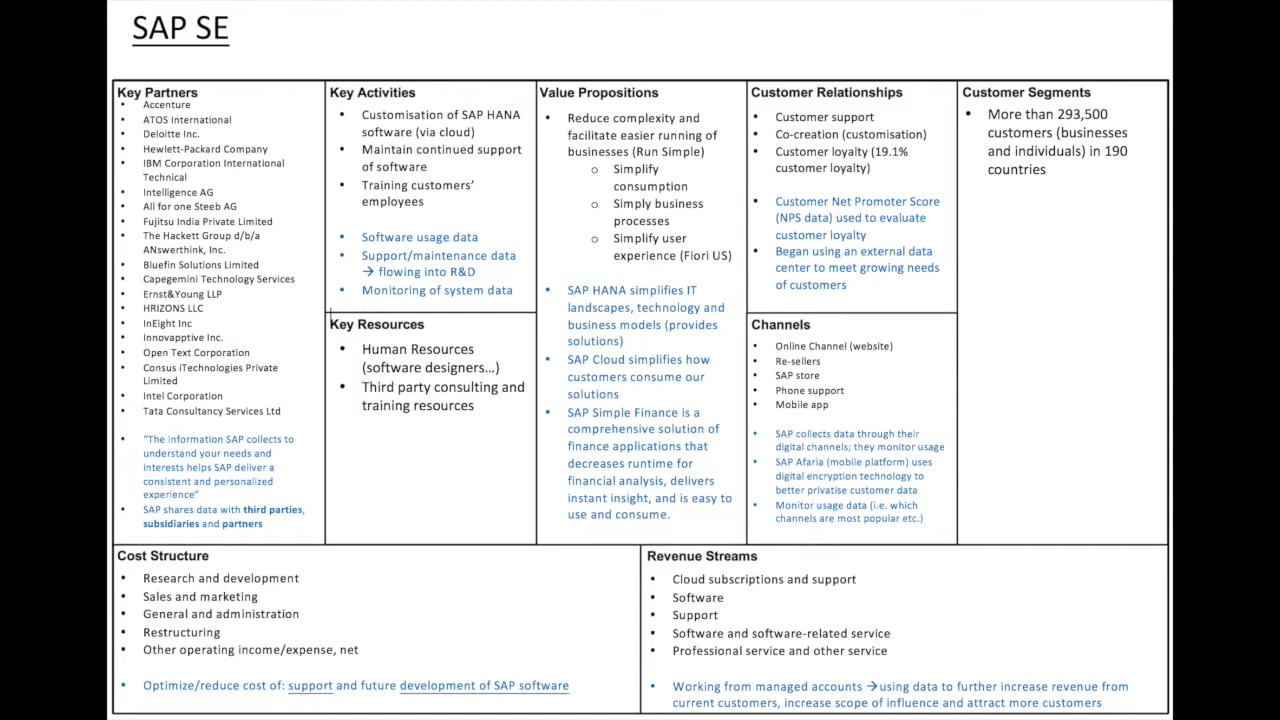 SAP SE
Key Partners
• Accenture
• ATOS International
• Deloitte Inc.
• Hewlett-Packard Company
• IBM Corporation International
Technical
• Intelligence AG
• All for one Steeb AG
• Fujitsu India Private Limited
• The Hackett Group d/b/a
ANswerthink, Inc.
• Bluefin Solutions Limited
• Capegemini Technology Services
• Ernst&Young LLP
• HRIZONS LLC
• InEight Inc
• Innovapptive Inc.
• Open Text Corporation
• Consus iTechnologies Private
Limited
• Intel Corporation
• Tata Consultancy Services Ltd
• “The information SAP collects to
understand your needs and
interests helps SAP deliver a
consistent and personalized
experience”
• SAP shares data with third parties,
subsidiaries and partners
Key Activities
• Customisation of SAP HANA
software (via cloud)
• Maintain continued support
of software
• Training customers’
employees
• Software usage data
• Support/maintenance data
→ flowing into R&D
• Monitoring of system data
Key Resources
• Human Resources
(software designers…)
• Third party consulting and
training resources
Value Propositions
• Reduce complexity and
facilitate easier running of
businesses (Run Simple)
o Simplify
consumption
o Simply business
processes
o Simplify user
experience (Fiori US)
• SAP HANA simplifies IT
landscapes, technology and
business models (provides
solutions)
• SAP Cloud simplifies how
customers consume our
solutions
• SAP Simple Finance is a
comprehensive solution of
finance applications that
decreases runtime for
financial analysis, delivers
instant insight, and is easy to
use and consume.
Customer Relationships
• Customer support
• Co-creation (customisation)
• Customer loyalty (19.1%
customer loyalty)
• Customer Net Promoter Score
(NPS data) used to evaluate
customer loyalty
• Began using an external data
center to meet growing needs
of customers
Channels
• Online Channel (website)
• Re-sellers
• SAP store
• Phone support
• Mobile app
• SAP collects data through their
digital channels; they monitor usage
• SAP Afaria (mobile platform) uses
digital encryption technology to
better privatise customer data
• Monitor usage data (i.e. which
channels are most popular etc.)
Customer Segments
• More than 293,500
customers (businesses
and individuals) in 190
countries
Cost Structure
• Research and development
• Sales and marketing
• General and administration
• Restructuring
• Other operating income/expense, net
• Optimize/reduce cost of: support and future development of SAP software
Revenue Streams
• Cloud subscriptions and support
• Software
• Support
• Software and software-related service
• Professional service and other service
• Working from managed accounts →using data to further increase revenue from
current customers, increase scope of influence and attract more customers